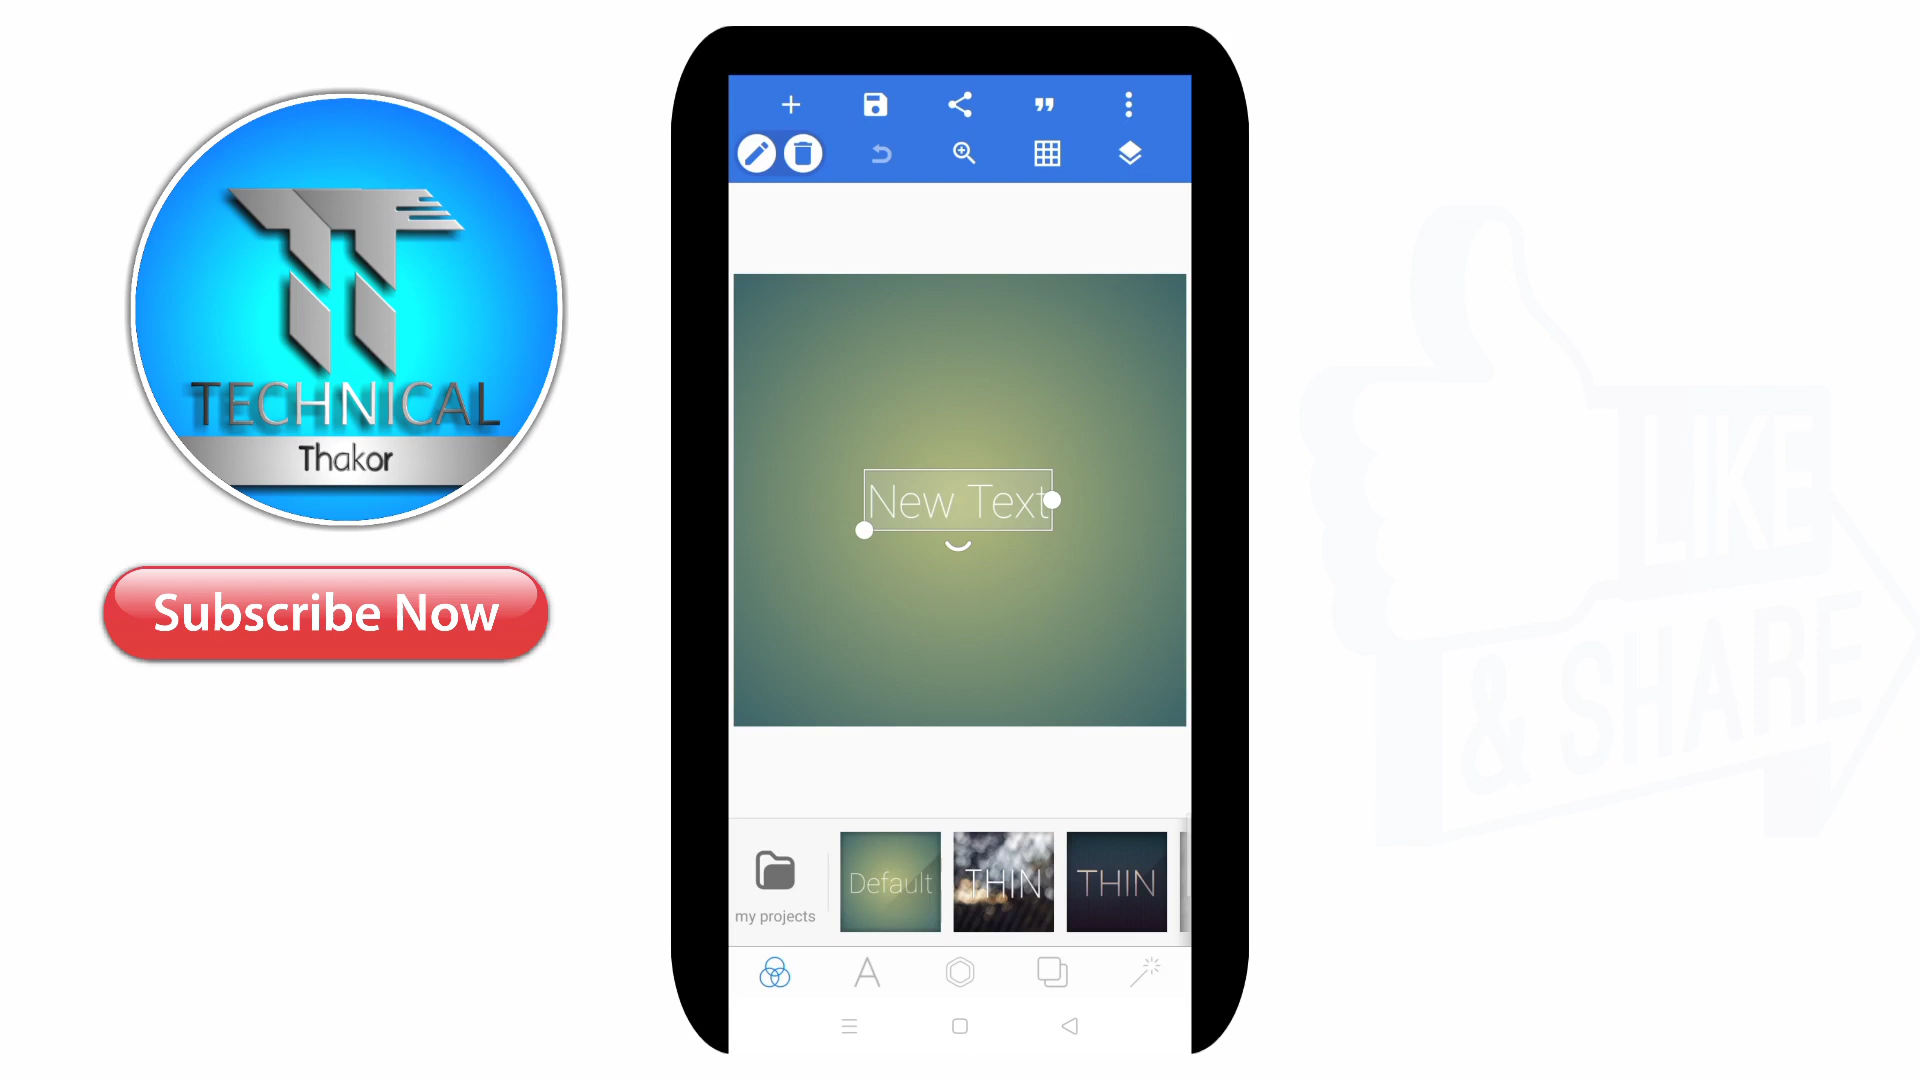 TECHNICAL
Thakor
Subscribe Now
New Text
my projects
Default
THIN
THIN
LIKE
& SHARE